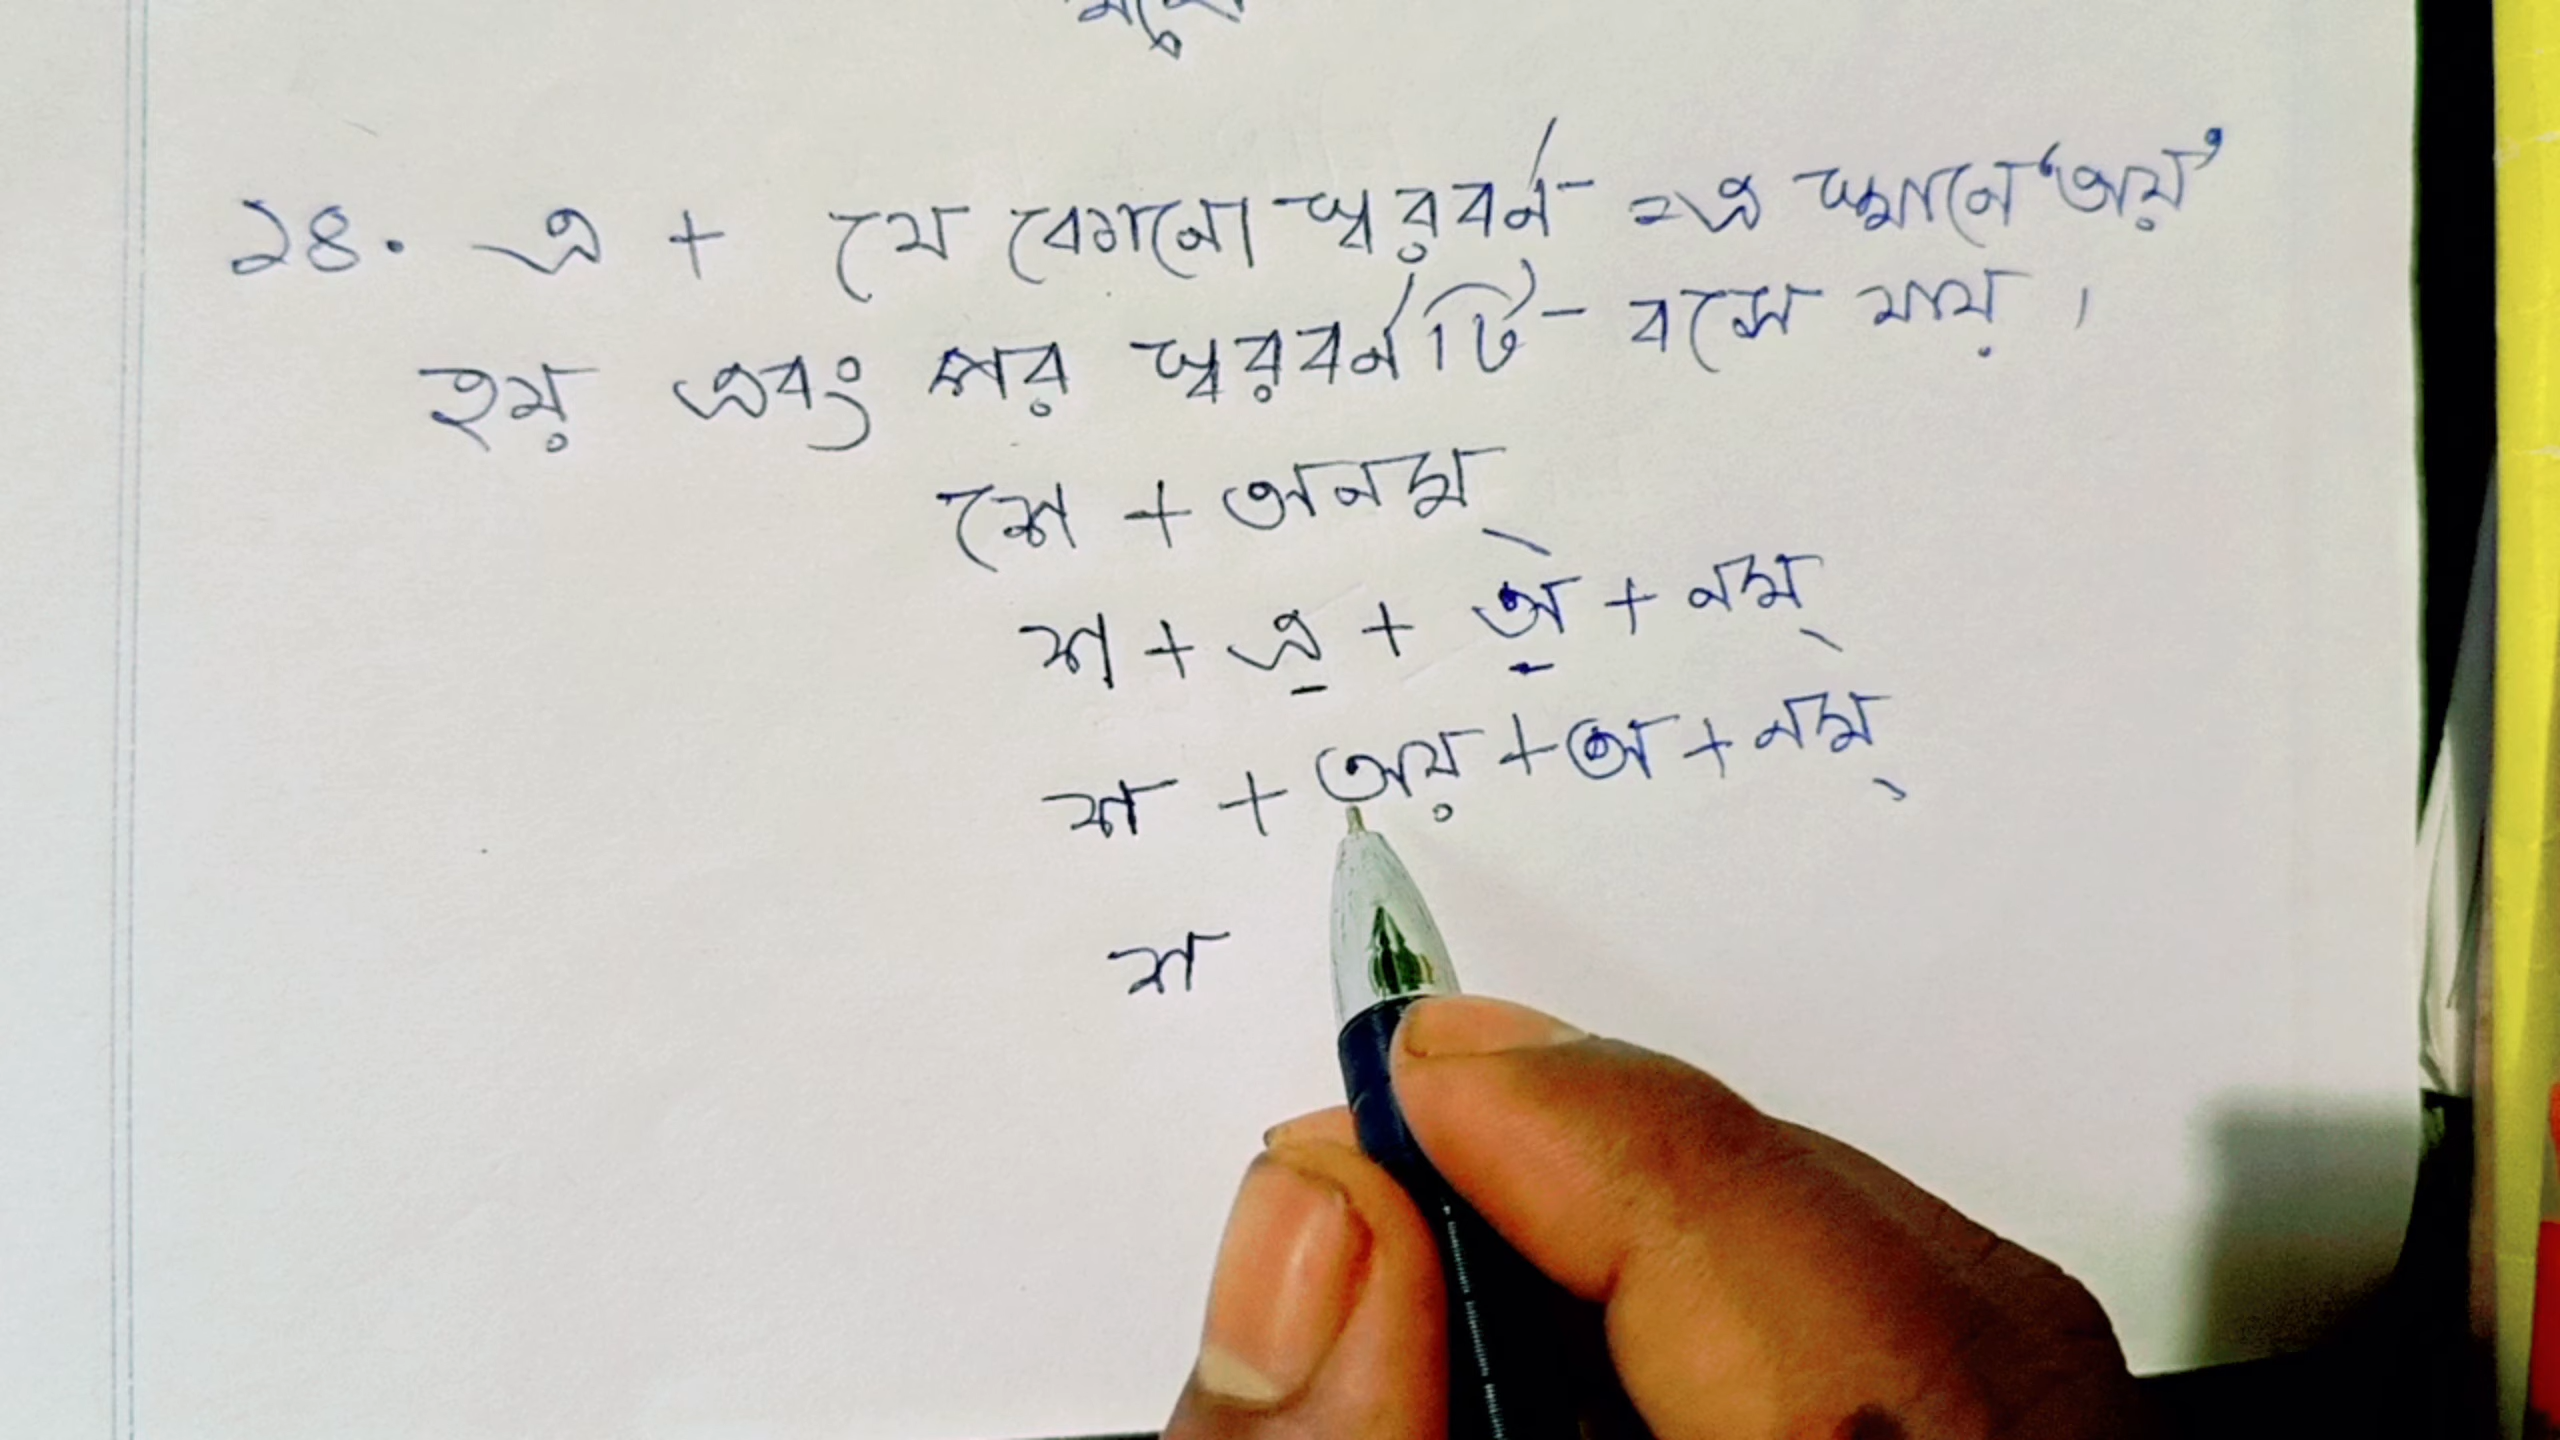 ১৪. এ + যে কোনো স্বরবর্ণ = এ স্থানে 'অয়'
হয় এবং পর স্বরবর্ণটি বসে যায়।
শে + অনম্
শ + এ + অ + নম্
শ + অয় + অ + নম্
শ